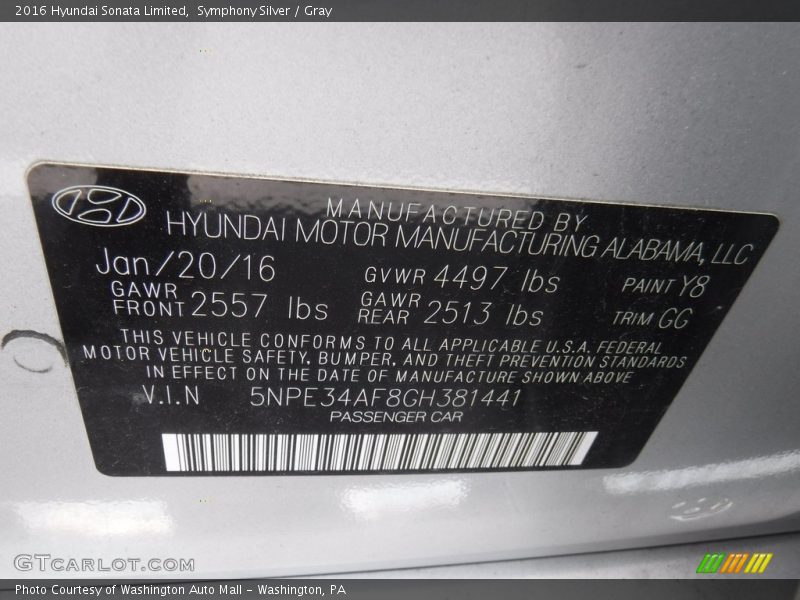 2016 Hyundai Sonata Limited, Symphony Silver / Gray
MANUFACTURED BY
HYUNDAI MOTOR MANUFACTURING ALABAMA, LLC
Jan/20/16 GVWR 4497 lbs PAINT Y8
GAWR FRONT 2557 lbs GAWR REAR 2513 lbs TRIM GG
THIS VEHICLE CONFORMS TO ALL APPLICABLE U.S.A. FEDERAL
MOTOR VEHICLE SAFETY, BUMPER, AND THEFT PREVENTION STANDARDS
IN EFFECT ON THE DATE OF MANUFACTURE SHOWN ABOVE
V.I.N 5NPE34AF8GH381441
PASSENGER CAR
GTCARLOT.COM
Photo Courtesy of Washington Auto Mall - Washington, PA